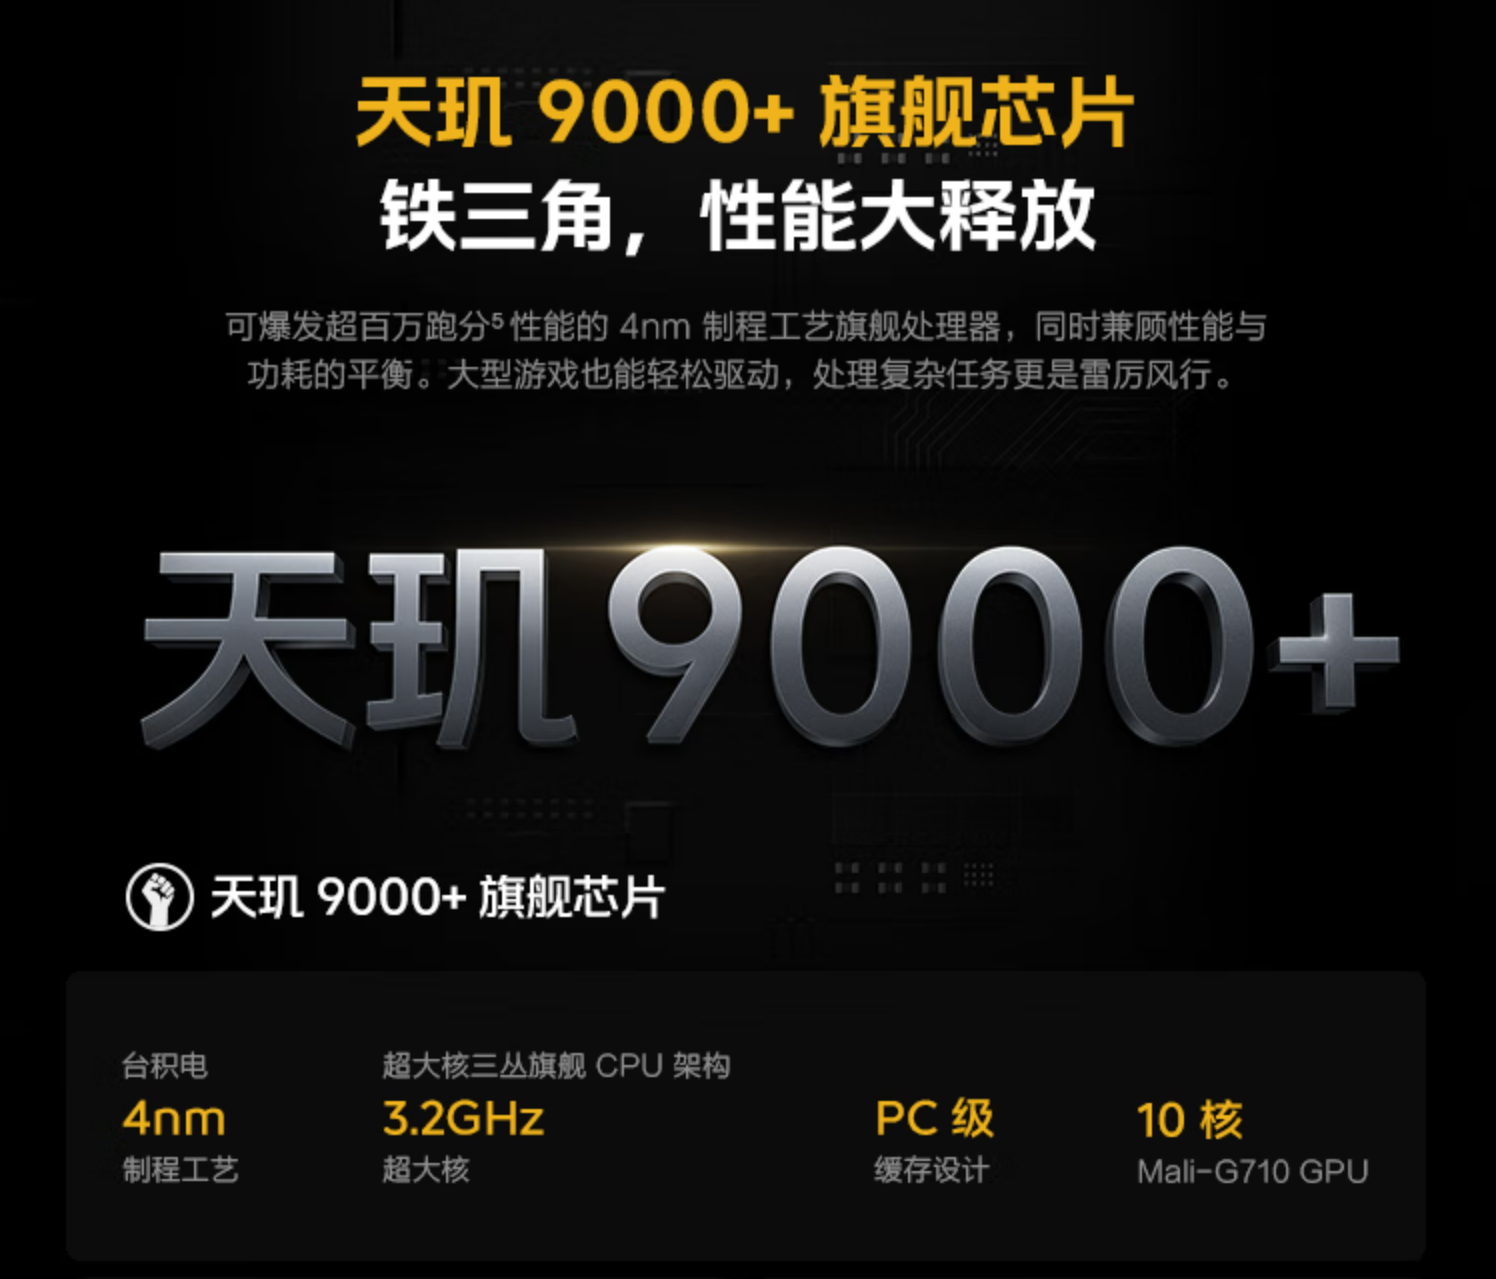 天玑 9000+ 旗舰芯片
铁三角，性能大释放
可爆发超百万跑分⁵性能的 4nm 制程工艺旗舰处理器，同时兼顾性能与
功耗的平衡。大型游戏也能轻松驱动，处理复杂任务更是雷厉风行。
天玑9000+
天玑 9000+ 旗舰芯片
台积电
4nm
制程工艺
超大核三丛旗舰 CPU 架构
3.2GHz
超大核
PC 级
缓存设计
10 核
Mali-G710 GPU